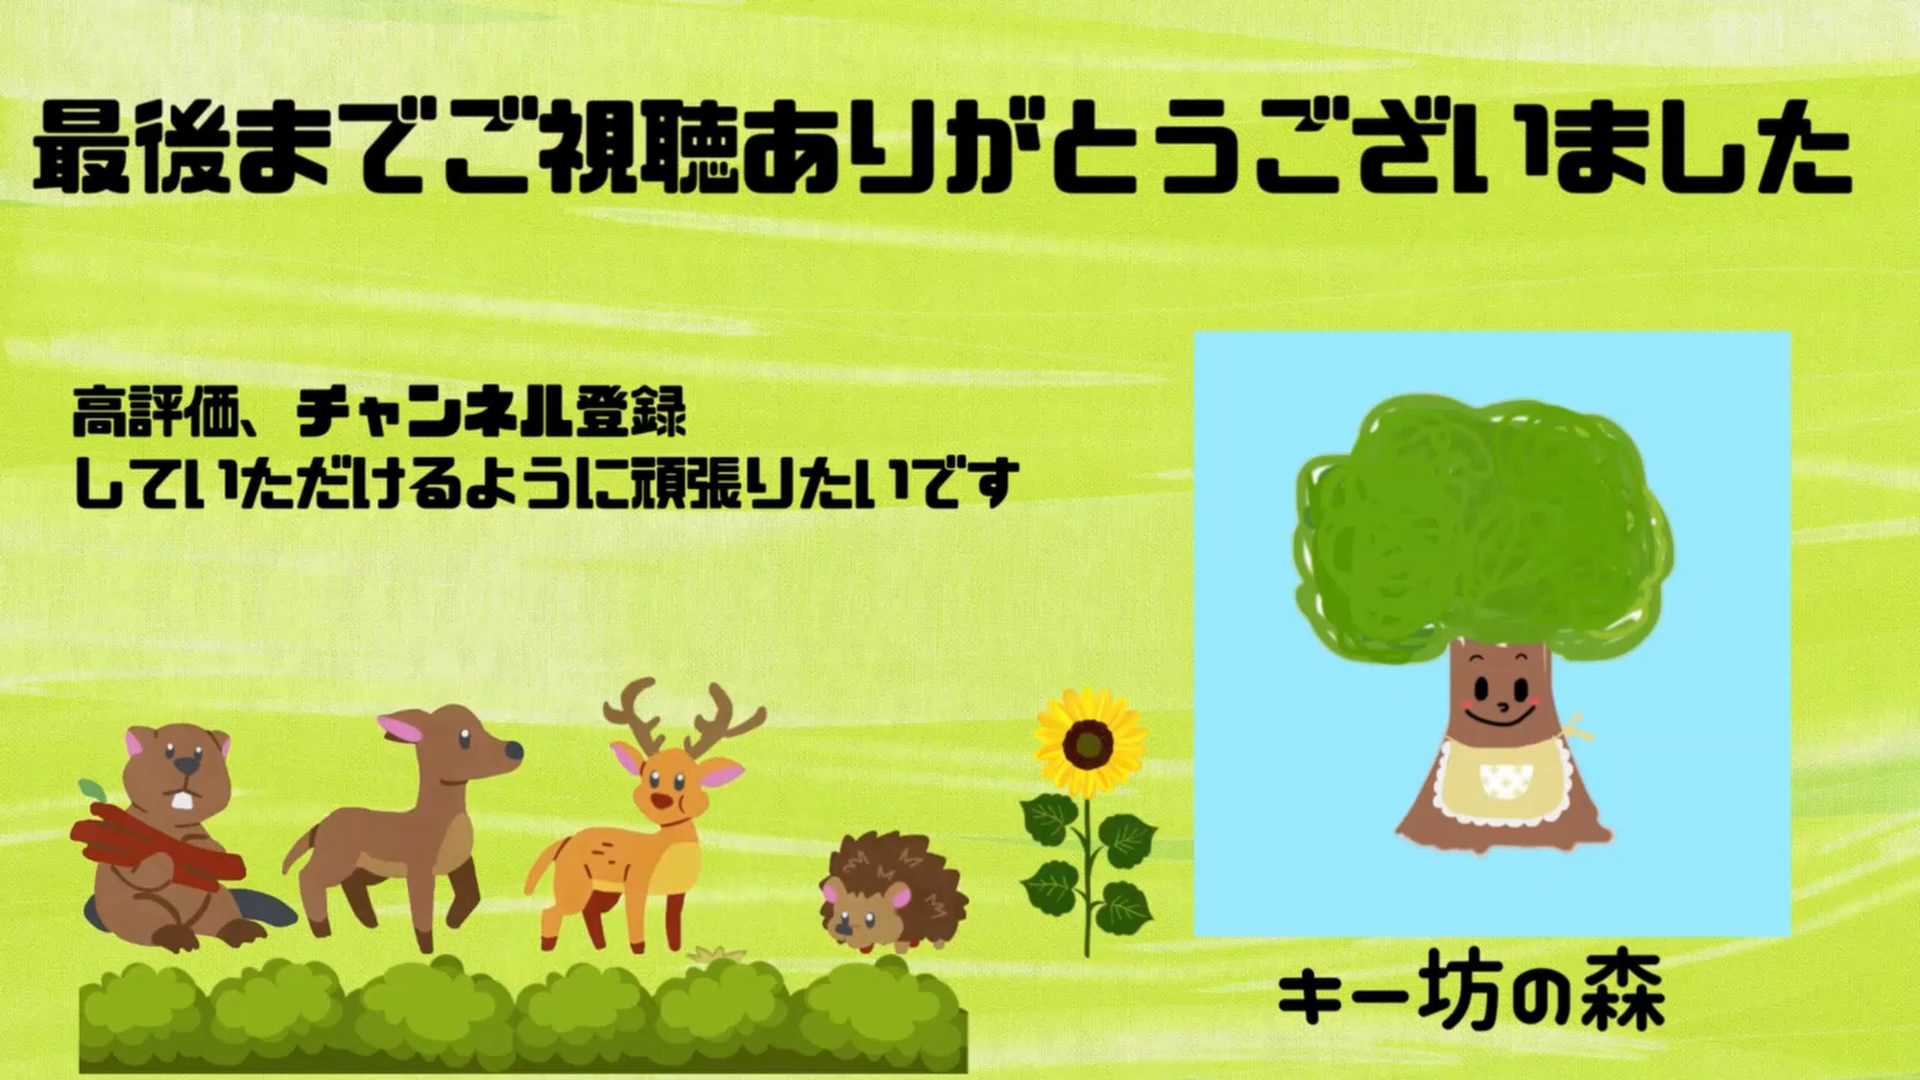 最後までご視聴ありがとうございました
高評価、チャンネル登録
していただけるように頑張りたいです
キー坊の森